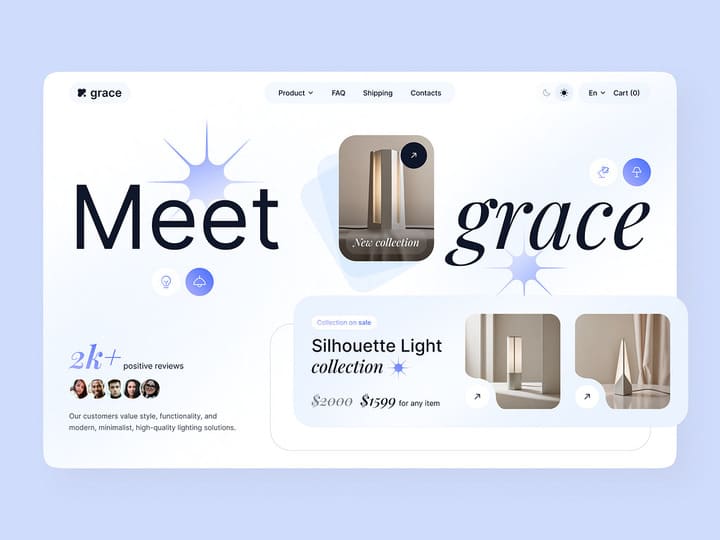 grace
Product FAQ Shipping Contacts
En Cart (0)
Meet
grace
New collection
Collection on sale
Silhouette Light
collection
$2000 $1599 for any item
2k+ positive reviews
Our customers value style, functionality, and
modern, minimalist, high-quality lighting solutions.